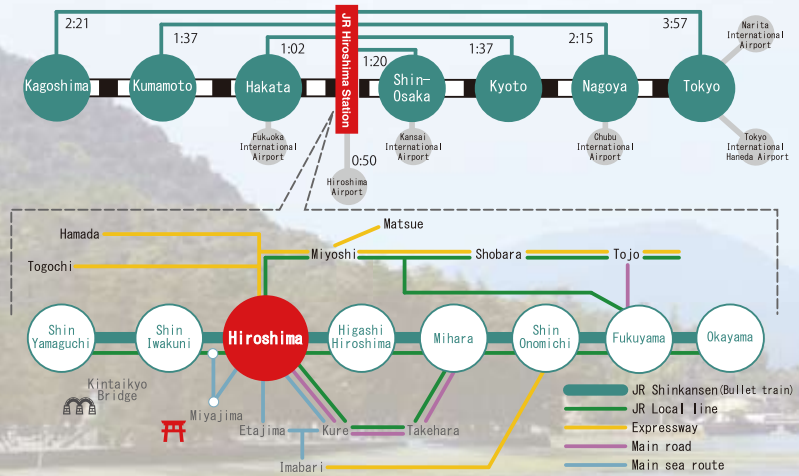 2:21
3:57
1:37
2:15
1:02
1:37
1:20
JR Hiroshima Station
Kagoshima
Kumamoto
Hakata
Shin-
Osaka
Kyoto
Nagoya
Tokyo
Narita
International
Airport
Fukuoka
International
Airport
0:50
Hiroshima
Airport
Kansai
International
Airport
Chubu
International
Airport
Tokyo
International
Haneda Airport
Hamada
Togochi
Matsue
Miyoshi
Shobara
Tojo
Shin
Yamaguchi
Shin
Iwakuni
Hiroshima
Higashi
Hiroshima
Mihara
Shin
Onomichi
Fukuyama
Okayama
Kintaikyo
Bridge
Miyajima
Etajima
Kure
Takehara
Imabari
JR Shinkansen(Bullet train)
JR Local line
Expressway
Main road
Main sea route